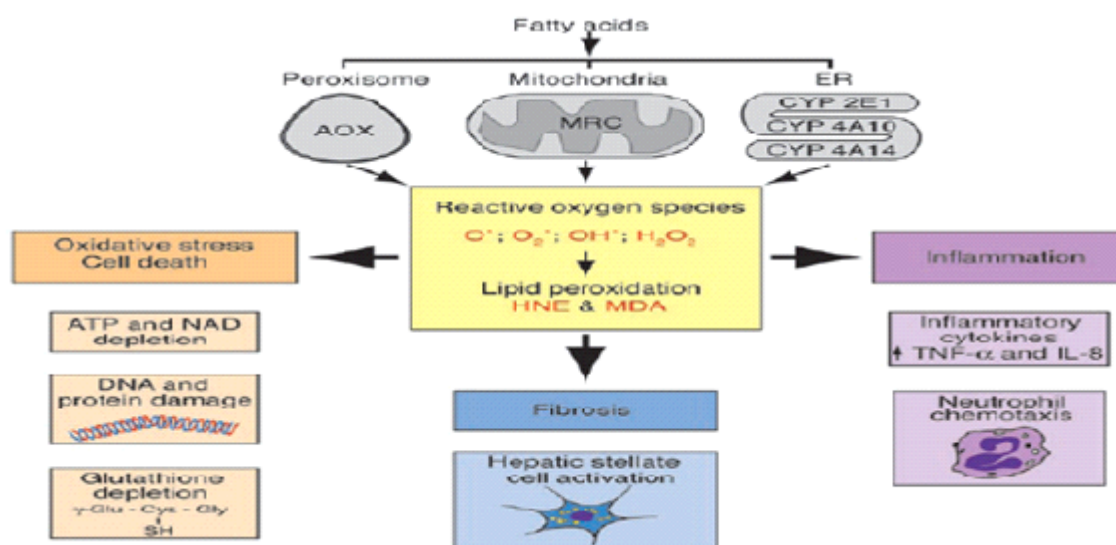 Fatty acids
Peroxisome
Mitochondria
ER
AOX
MRC
CYP 2E1
CYP 4A10
CYP 4A14
Reactive oxygen species
O⁻; O₂⁻; OH⁻; H₂O₂
Lipid peroxidation
HNE & MDA
Oxidative stress
Cell death
ATP and NAD
depletion
DNA and
protein damage
Glutathione
depletion
γ-Glu - Cys - Gly
SH
Fibrosis
Hepatic stellate
cell activation
Inflammation
Inflammatory
cytokines
TNF-α and IL-8
Neutrophil
chemotaxis